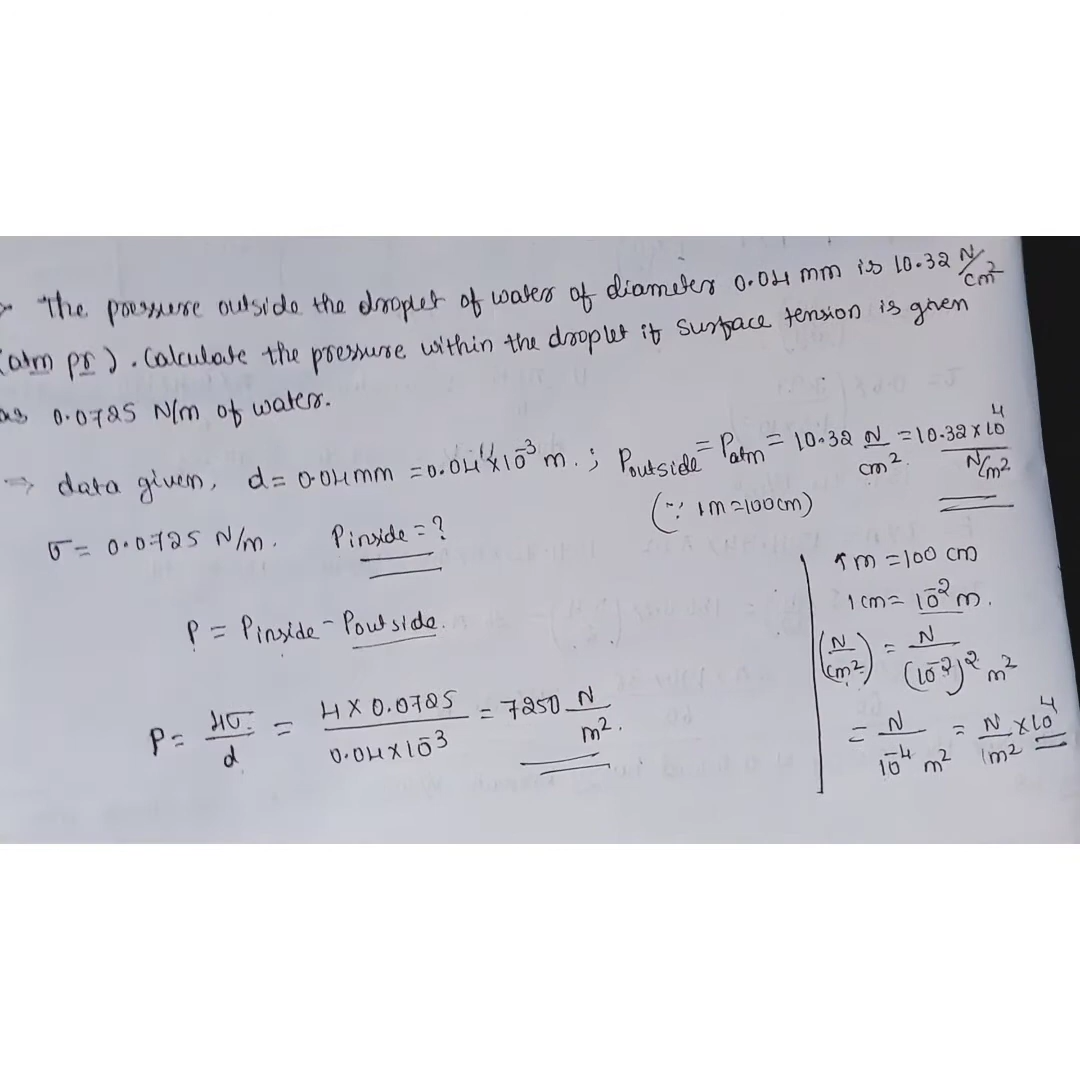 The pressure outside the droplet of water of diameter 0.04 mm is 10.32 N/cm²
(atm pr). Calculate the pressure within the droplet if surface tension is given
as 0.0725 N/m of water.
⇒ data given, d = 0.04 mm = 0.04 × 10⁻³ m. ; Poutside = Patm = 10.32 N/cm². = 10.32 × 10⁴ N/m²
(∵ 1m = 100 cm)
σ = 0.0725 N/m. Pinside = ?
P = Pinside - Poutside.
P = 4σ/d = 4 × 0.0725 / 0.04 × 10⁻³ = 7250 N/m².
1 m = 100 cm
1 cm = 10⁻² m.
(N/cm²) = N/(10⁻²)² m²
= N/10⁻⁴ m² = N/1m² × 10⁴